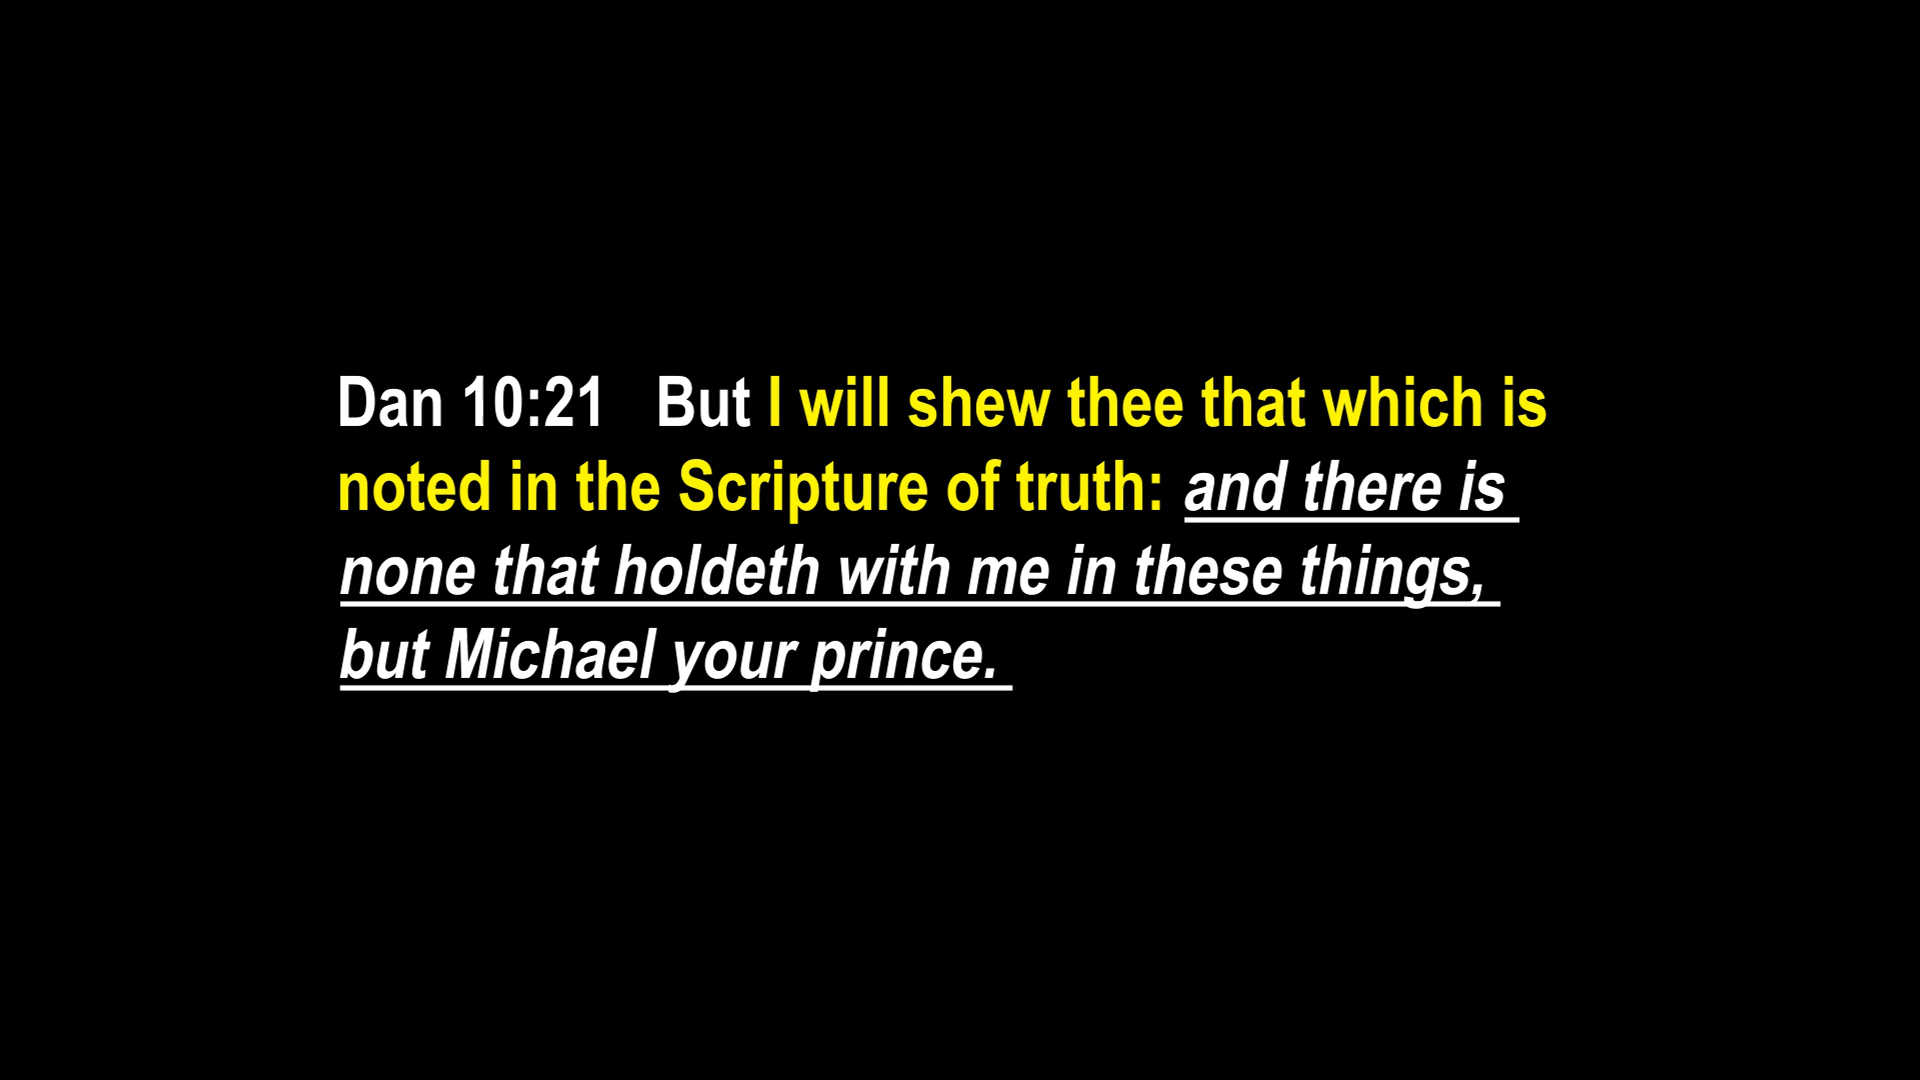 Dan 10:21   But I will shew thee that which is
noted in the Scripture of truth: and there is
none that holdeth with me in these things,
but Michael your prince.